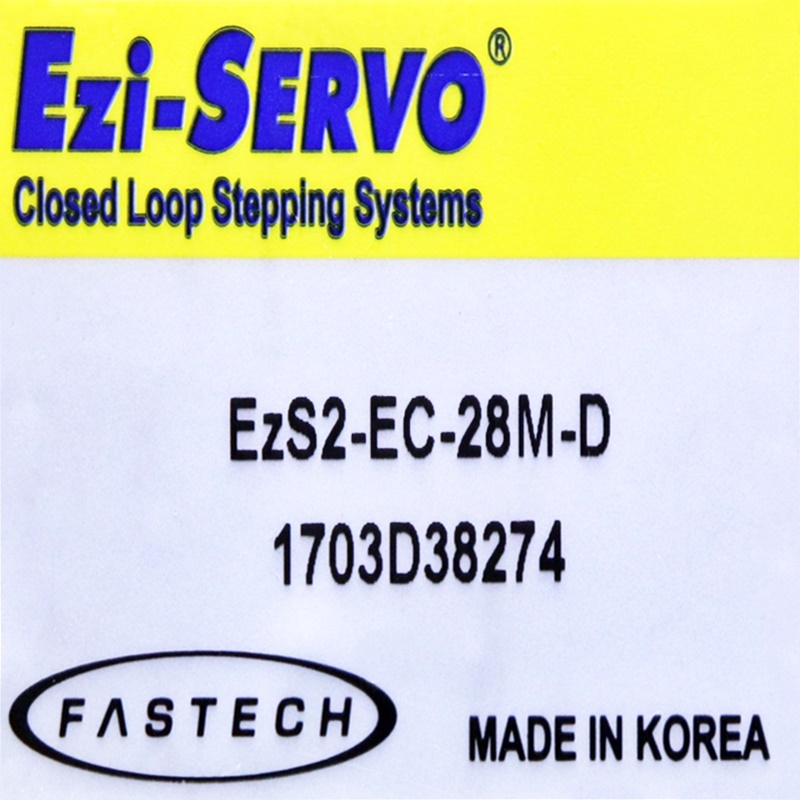 Ezi-SERVO®
Closed Loop Stepping Systems
EzS2-EC-28M-D
1703D38274
FASTECH
MADE IN KOREA